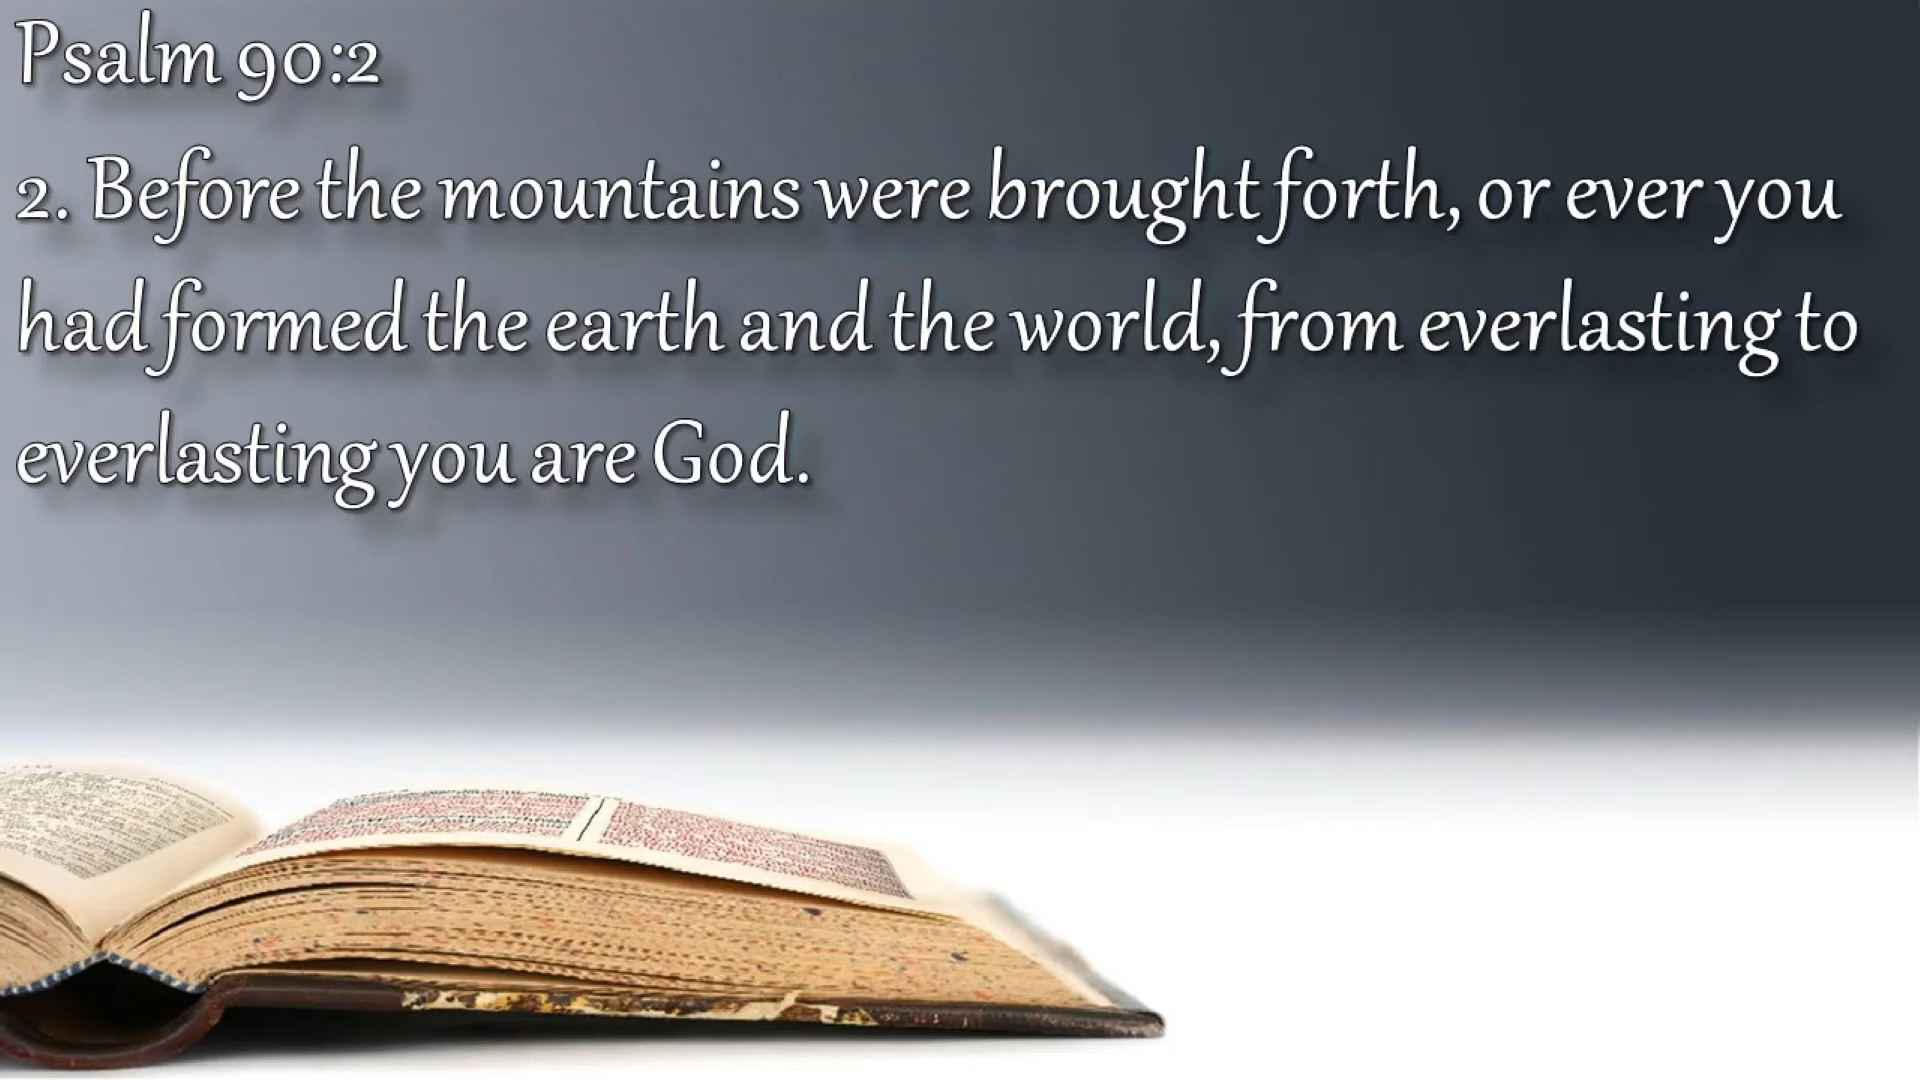 Psalm 90:2
2. Before the mountains were brought forth, or ever you
had formed the earth and the world, from everlasting to
everlasting you are God.